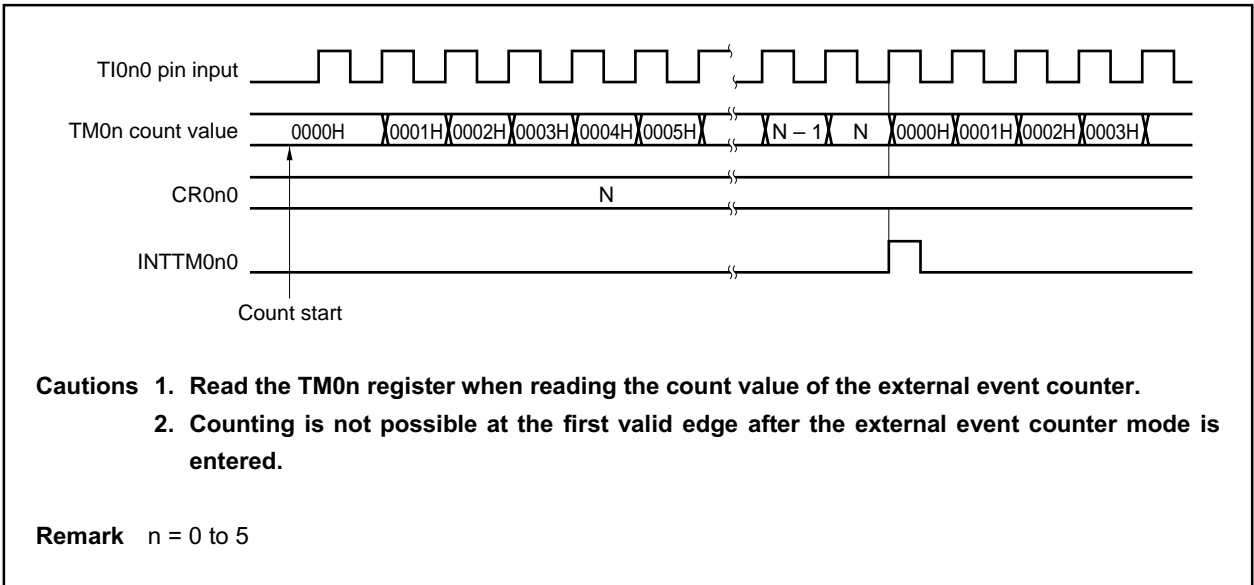 TI0n0 pin input
TM0n count value 0000H 0001H 0002H 0003H 0004H 0005H N – 1 N 0000H 0001H 0002H 0003H
CR0n0 N
INTTM0n0
Count start
Cautions 1. Read the TM0n register when reading the count value of the external event counter.
2. Counting is not possible at the first valid edge after the external event counter mode is
entered.
Remark n = 0 to 5